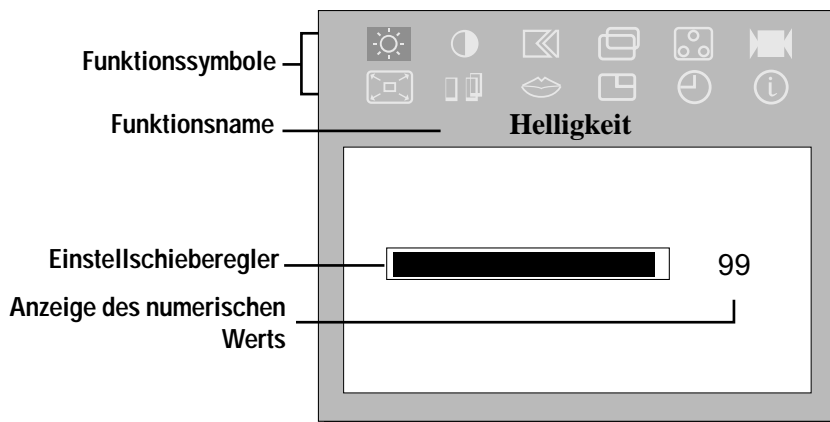 Funktionssymbole
Funktionsname
Helligkeit
Einstellschieberegler
99
Anzeige des numerischen
Werts